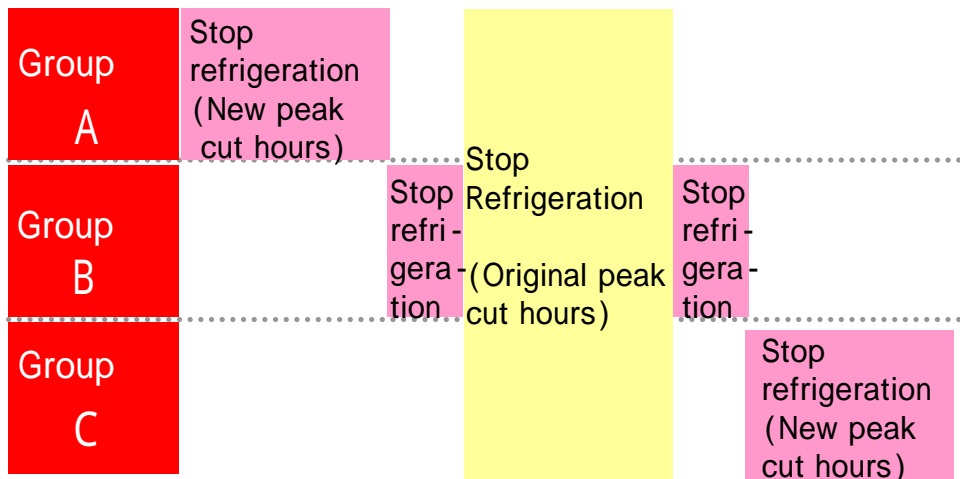 Group
A
Stop
refrigeration
(New peak
cut hours)
Group
B
Stop
refri-
gera-
tion
Stop
Refrigeration
(Original peak
cut hours)
Stop
refri-
gera-
tion
Group
C
Stop
refrigeration
(New peak
cut hours)